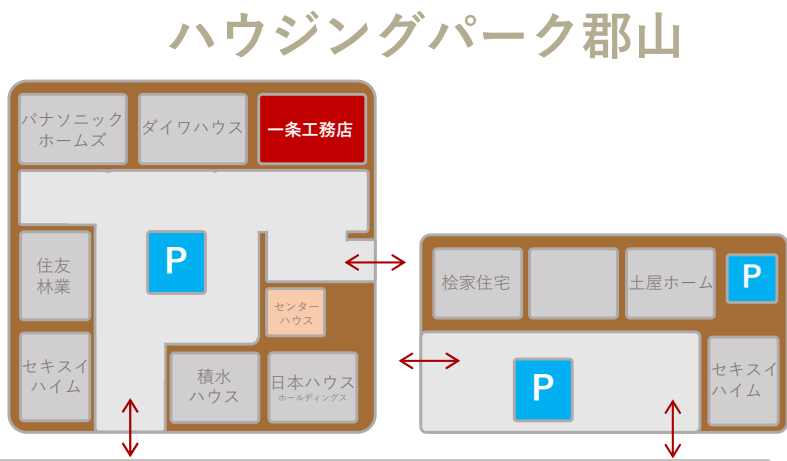 ハウジングパーク郡山
パナソニック
ホームズ
ダイワハウス
一条工務店
住友
林業
P
センター
ハウス
セキスイ
ハイム
積水
ハウス
日本ハウス
ホールディングス
桧家住宅
土屋ホーム
P
P
セキスイ
ハイム